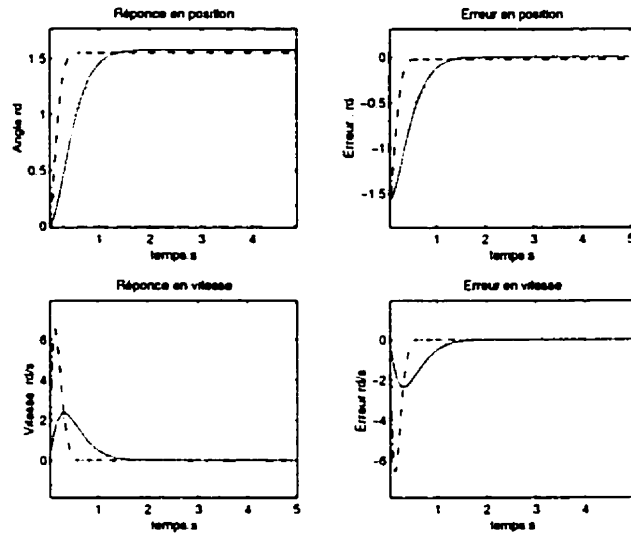 Réponce en position
1.5
1
0.5
0
Angle rd
1 2 3 4
temps.s
Erreur en position
0
-0.5
-1
-1.5
Erreur . rd
1 2 3 4 5
temps.s
Réponce en vitesse
6
4
2
0
Vitesse rd/s
1 2 3 4 5
temps.s
Erreur en vitesse
0
-2
-4
-6
Erreur rd/s
1 2 3 4 5
temps.s